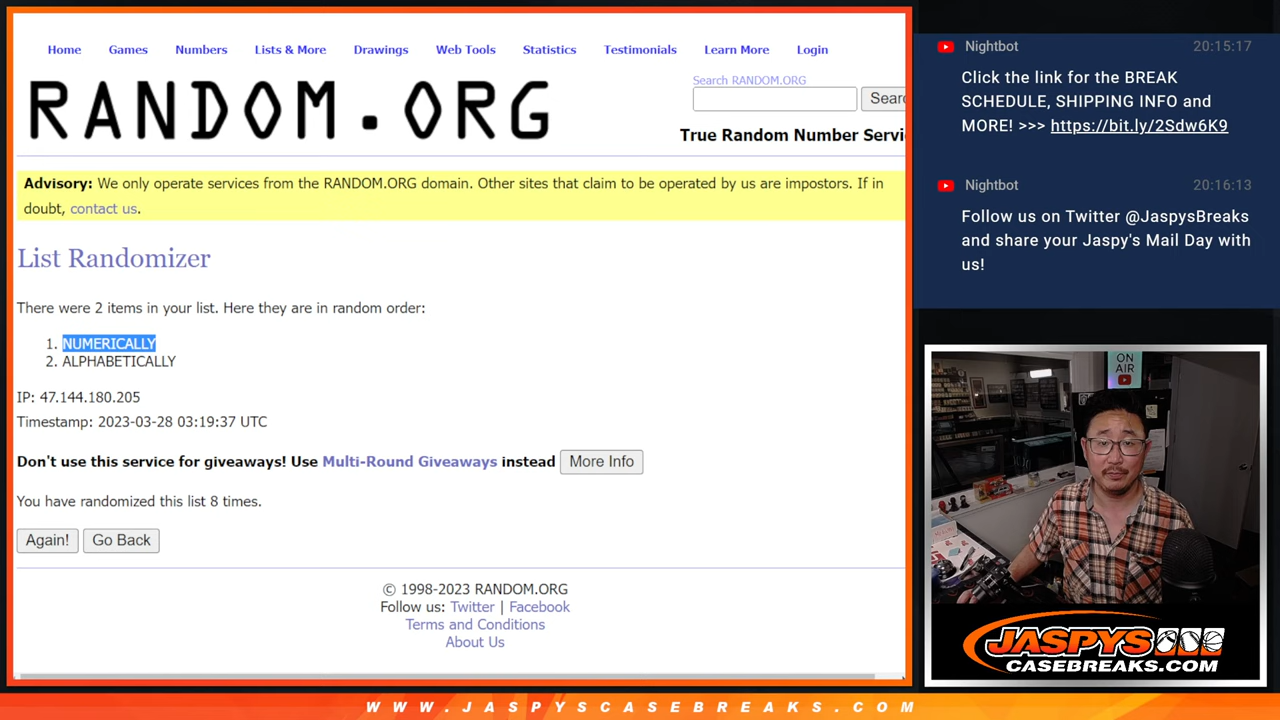 Home Games Numbers Lists & More Drawings Web Tools Statistics Testimonials Learn More Login
RANDOM.ORG
Search RANDOM.ORG
Sear
True Random Number Servi
Advisory: We only operate services from the RANDOM.ORG domain. Other sites that claim to be operated by us are impostors. If in
doubt, contact us.
List Randomizer
There were 2 items in your list. Here they are in random order:
1. NUMERICALLY
2. ALPHABETICALLY
IP: 47.144.180.205
Timestamp: 2023-03-28 03:19:37 UTC
Don't use this service for giveaways! Use Multi-Round Giveaways instead More Info
You have randomized this list 8 times.
Again! Go Back
© 1998-2023 RANDOM.ORG
Follow us: Twitter | Facebook
Terms and Conditions
About Us
Nightbot 20:15:17
Click the link for the BREAK
SCHEDULE, SHIPPING INFO and
MORE! >>> https://bit.ly/2Sdw6K9
Nightbot 20:16:13
Follow us on Twitter @JaspysBreaks
and share your Jaspy's Mail Day with
us!
ON
AIR
JASPYS
CASEBREAKS.COM
WWW.JASPYSCASEBREAKS.COM